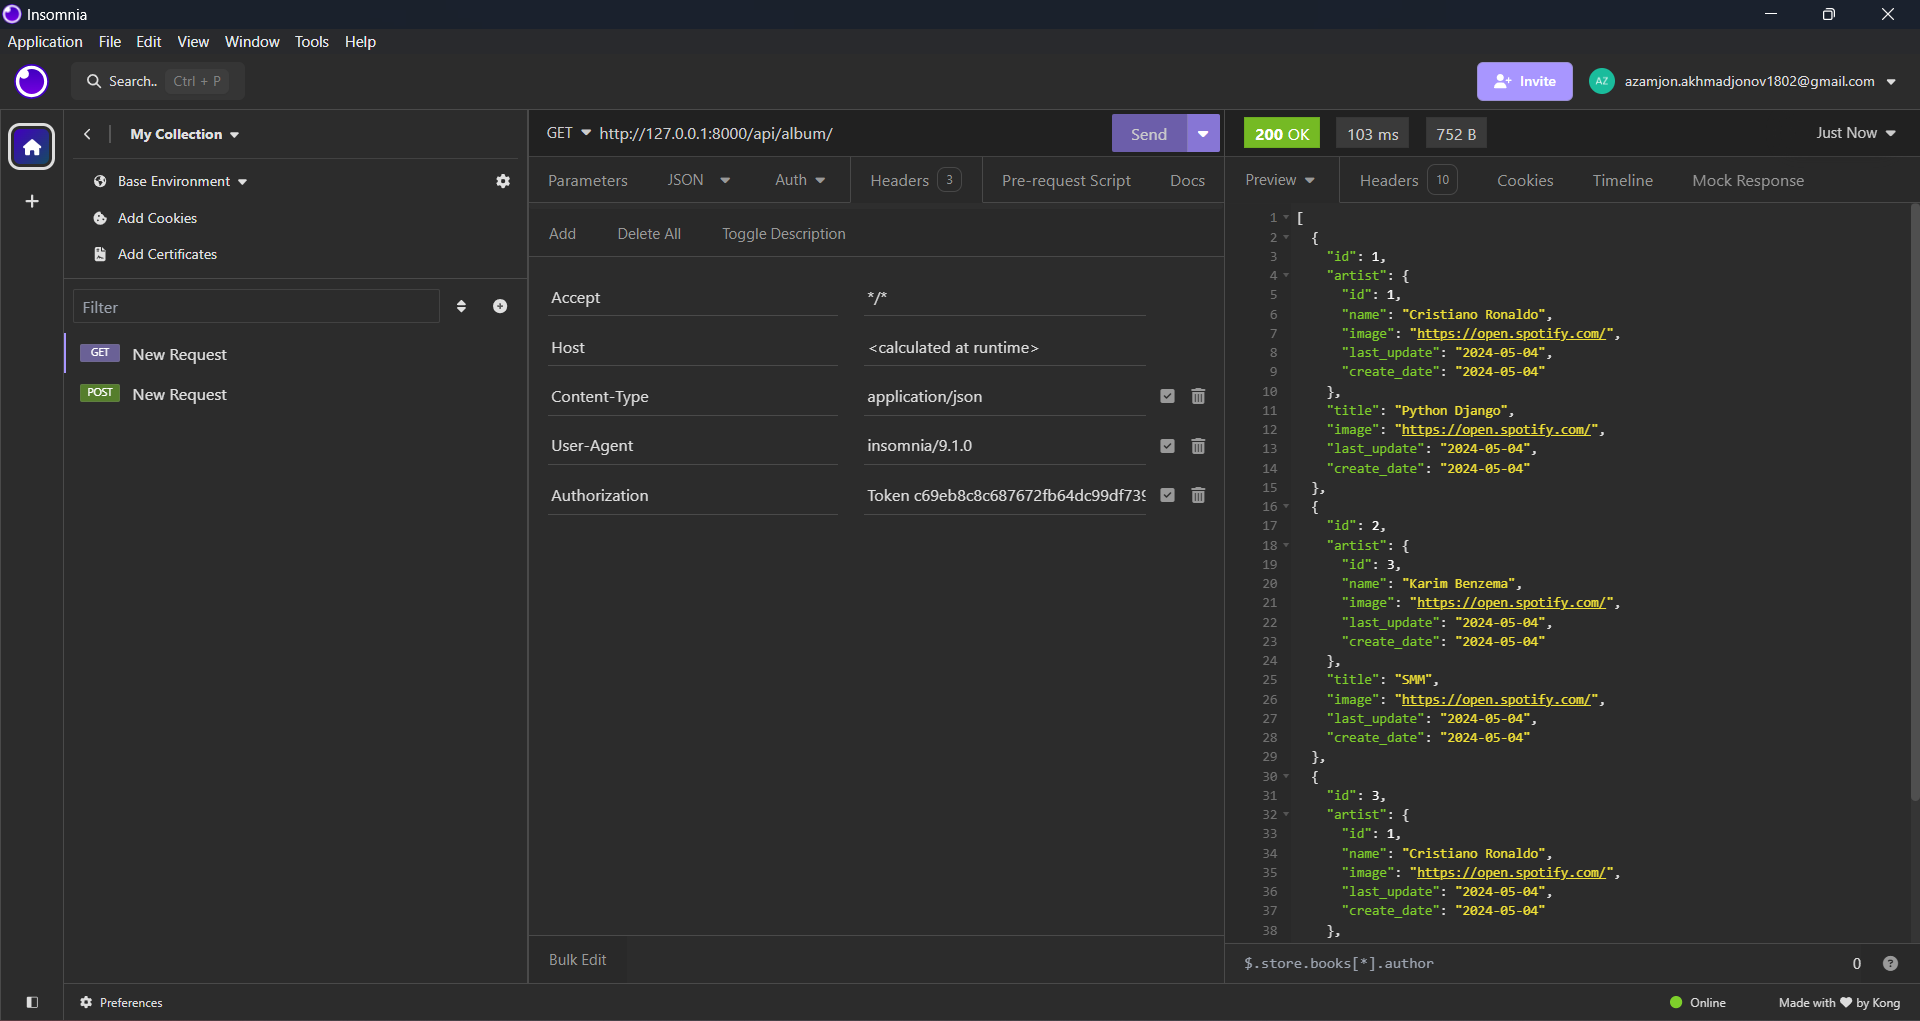 Insomnia
Application File Edit View Window Tools Help
Search.. Ctrl + P
Invite
AZ azamjon.akhmadjonov1802@gmail.com
My Collection
Base Environment
Add Cookies
Add Certificates
Filter
GET New Request
POST New Request
GET http://127.0.0.1:8000/api/album/ Send
Parameters JSON Auth Headers 3 Pre-request Script Docs
Add Delete All Toggle Description
Accept */*
Host <calculated at runtime>
Content-Type application/json
User-Agent insomnia/9.1.0
Authorization Token c69eb8c8c687672fb64dc99df739
Bulk Edit
200 OK 103 ms 752 B Just Now
Preview Headers 10 Cookies Timeline Mock Response
1 [
2 {
3 "id": 1,
4 "artist": {
5 "id": 1,
6 "name": "Cristiano Ronaldo",
7 "image": "https://open.spotify.com/",
8 "last_update": "2024-05-04",
9 "create_date": "2024-05-04"
10 },
11 "title": "Python Django",
12 "image": "https://open.spotify.com/",
13 "last_update": "2024-05-04",
14 "create_date": "2024-05-04"
15 },
16 {
17 "id": 2,
18 "artist": {
19 "id": 3,
20 "name": "Karim Benzema",
21 "image": "https://open.spotify.com/",
22 "last_update": "2024-05-04",
23 "create_date": "2024-05-04"
24 },
25 "title": "SMM",
26 "image": "https://open.spotify.com/",
27 "last_update": "2024-05-04",
28 "create_date": "2024-05-04"
29 },
30 {
31 "id": 3,
32 "artist": {
33 "id": 1,
34 "name": "Cristiano Ronaldo",
35 "image": "https://open.spotify.com/",
36 "last_update": "2024-05-04",
37 "create_date": "2024-05-04"
38 },
$.store.books[*].author 0
Preferences
Online Made with ❤ by Kong